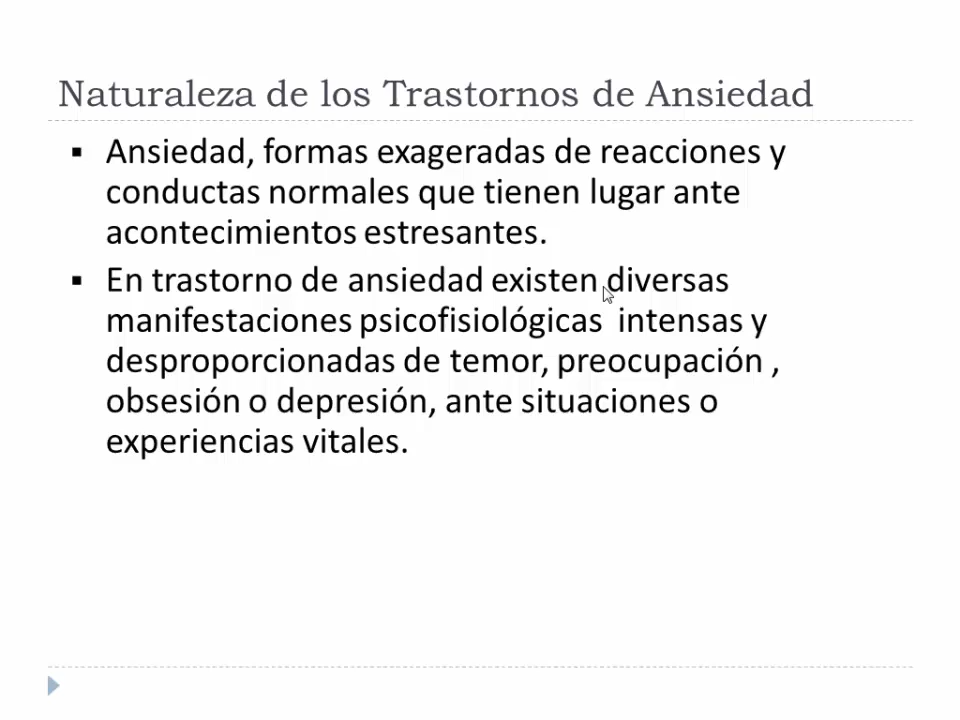 Naturaleza de los Trastornos de Ansiedad
▪ Ansiedad, formas exageradas de reacciones y
conductas normales que tienen lugar ante
acontecimientos estresantes.
▪ En trastorno de ansiedad existen diversas
manifestaciones psicofisiológicas  intensas y
desproporcionadas de temor, preocupación ,
obsesión o depresión, ante situaciones o
experiencias vitales.